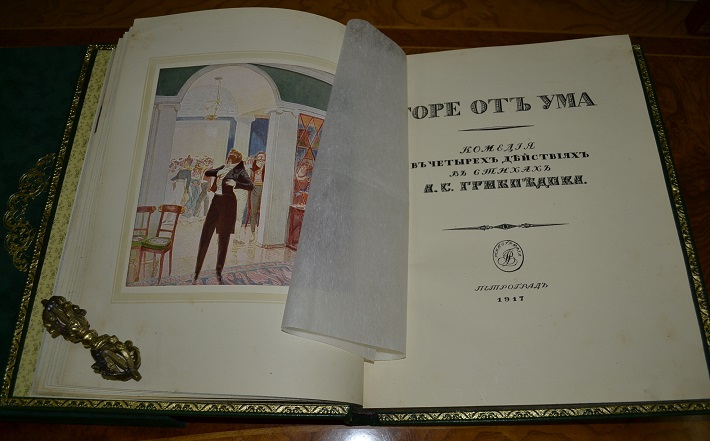 ГОРЕ ОТЪ УМА
КОМЕДІЯ
ВЪ ЧЕТЫРЕХЪ ДѢЙСТВІЯХЪ
ВЪ СТИХАХЪ
А. С. ГРИБОѢДОВА.
ПЕТРОГРАДЪ
1917